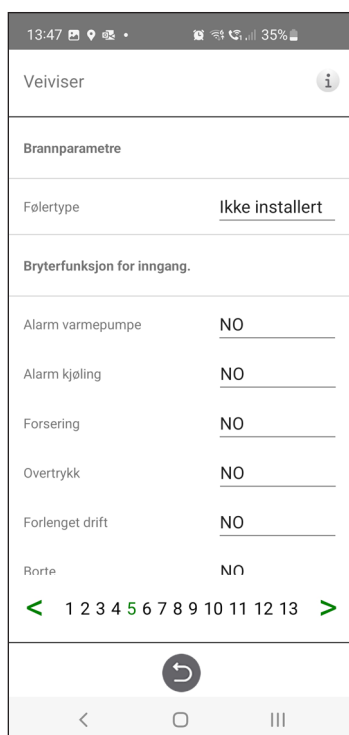 13:47 35%
Veiviser i
Brannparametre
Følertype Ikke installert
Bryterfunksjon for inngang.
Alarm varmepumpe NO
Alarm kjøling NO
Forsering NO
Overtrykk NO
Forlenget drift NO
Borte NO
< 1 2 3 4 5 6 7 8 9 10 11 12 13 >